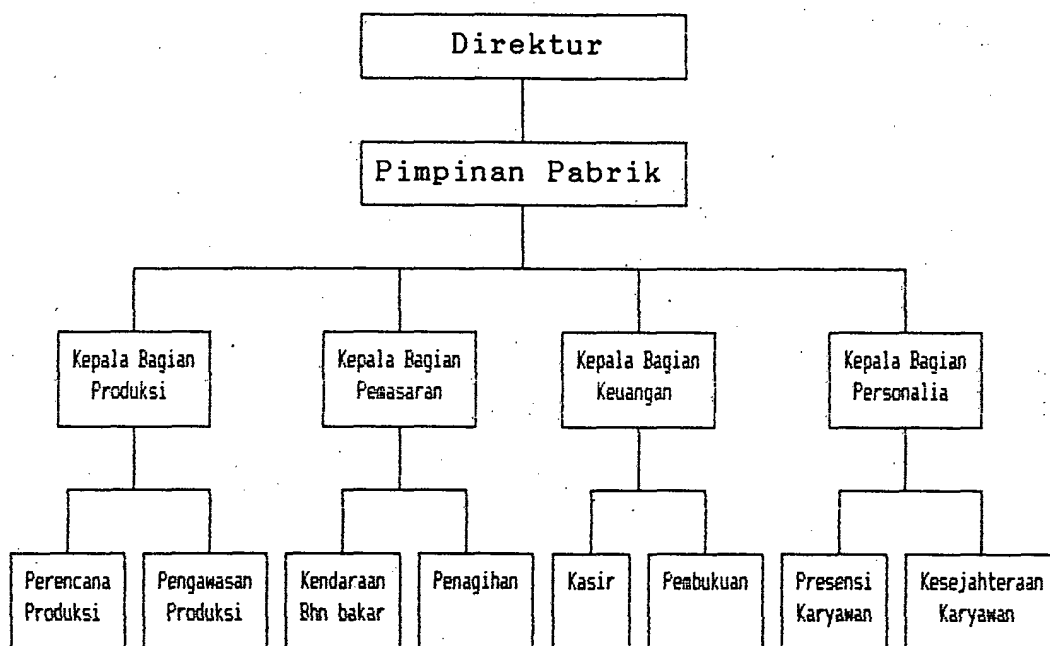 Direktur
Pimpinan Pabrik
Kepala Bagian
Produksi
Kepala Bagian
Pemasaran
Kepala Bagian
Keuangan
Kepala Bagian
Personalia
Perencana
Produksi
Pengawasan
Produksi
Kendaraan
Bhn bakar
Penagihan
Kasir
Pembukuan
Presensi
Karyawan
Kesejahteraan
Karyawan